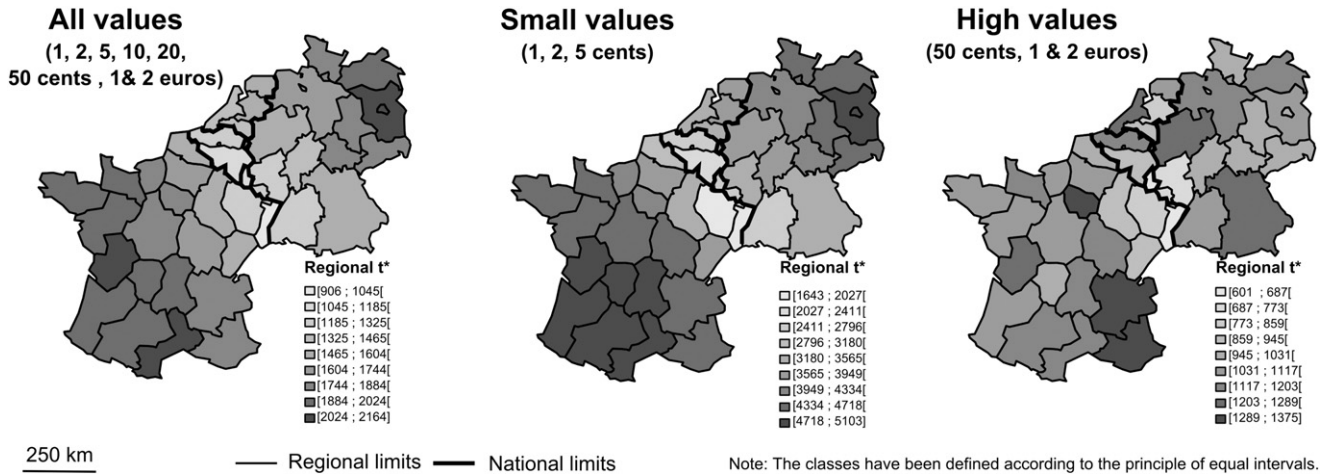 All values
(1, 2, 5, 10, 20,
50 cents , 1& 2 euros)
Small values
(1, 2, 5 cents)
High values
(50 cents, 1 & 2 euros)
Regional t*
[906 ; 1045[
[1045 ; 1185[
[1185 ; 1325[
[1325 ; 1465[
[1465 ; 1604[
[1604 ; 1744[
[1744 ; 1884[
[1884 ; 2024[
[2024 ; 2164]
Regional t*
[1643 ; 2027[
[2027 ; 2411[
[2411 ; 2796[
[2796 ; 3180[
[3180 ; 3565[
[3565 ; 3949[
[3949 ; 4334[
[4334 ; 4718[
[4718 ; 5103]
Regional t*
[601 ; 687[
[687 ; 773[
[773 ; 859[
[859 ; 945[
[945 ; 1031[
[1031 ; 1117[
[1117 ; 1203[
[1203 ; 1289[
[1289 ; 1375]
250 km
Regional limits
National limits
Note: The classes have been defined according to the principle of equal intervals.